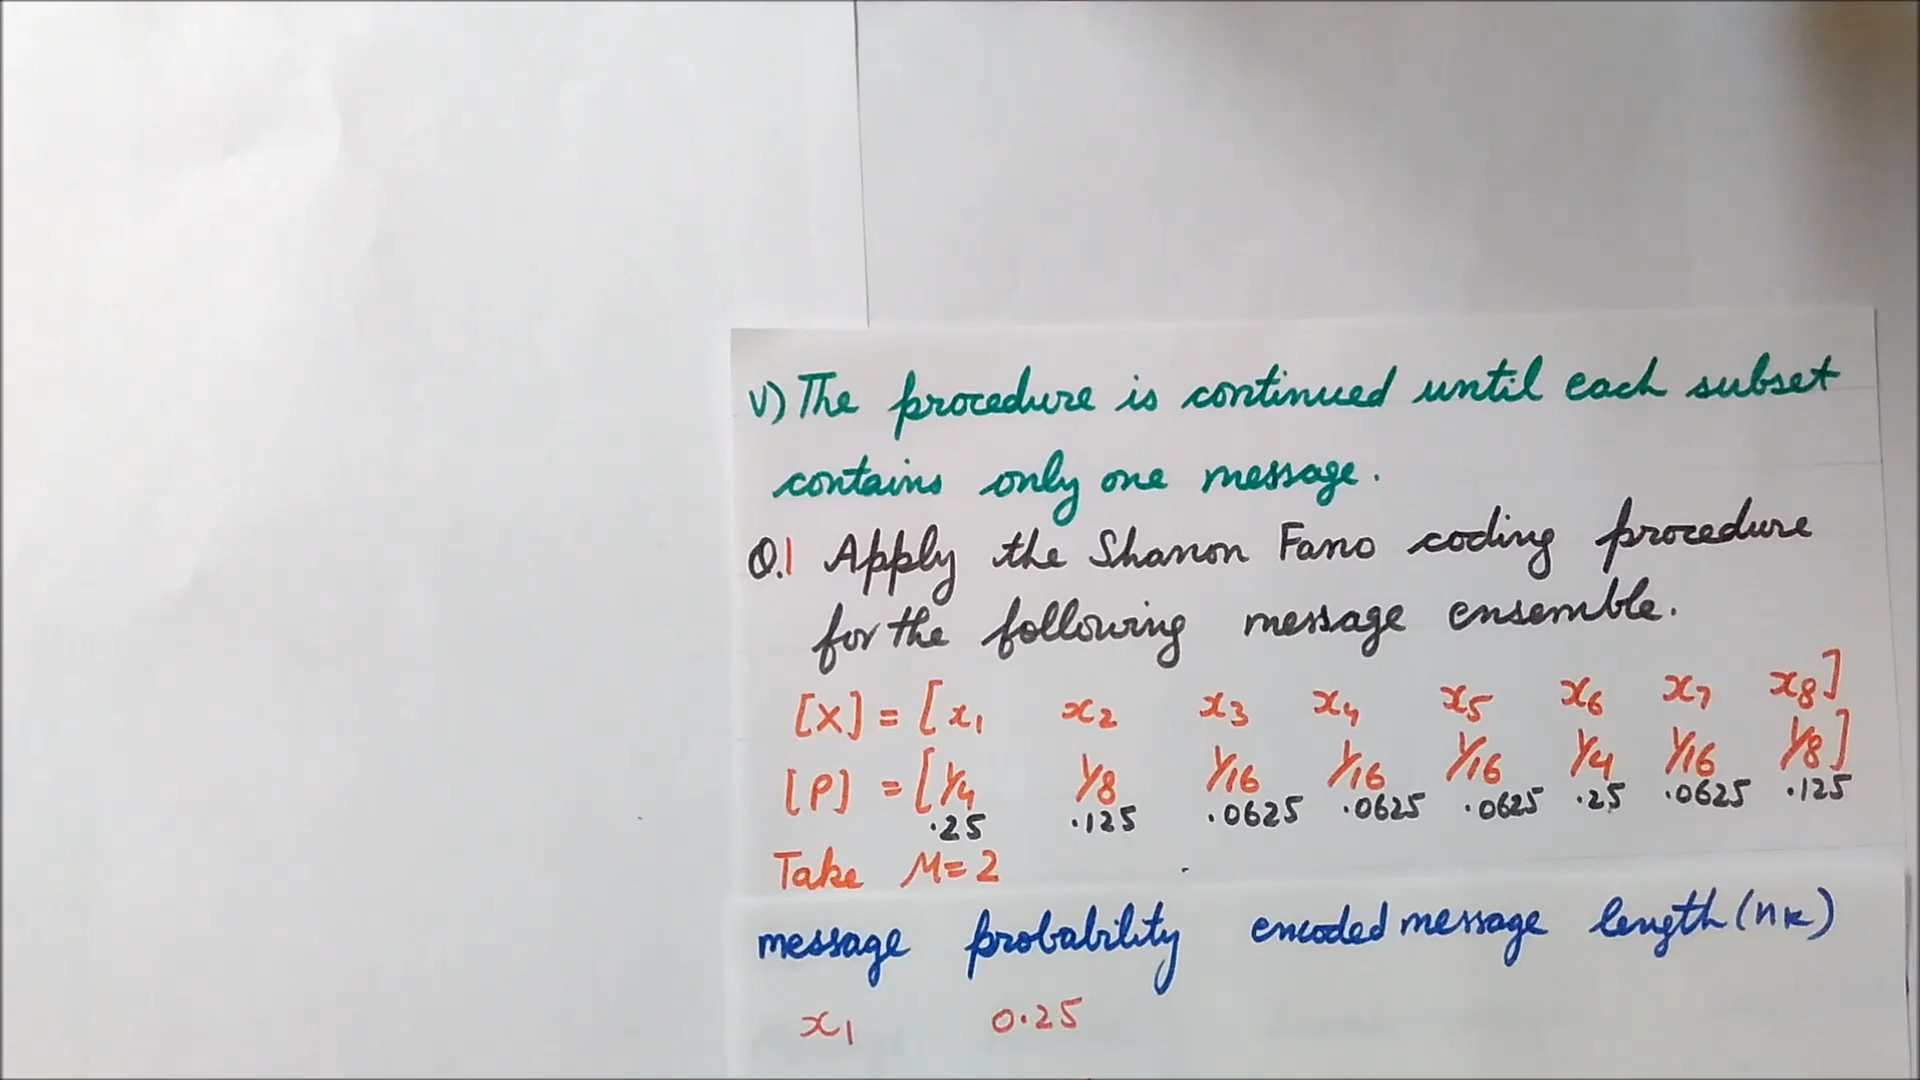 V) The procedure is continued until each subset
contains only one message.
Q.1 Apply the Shanon Fano coding procedure
for the following message ensemble.
[X] = [x1 x2 x3 x4 x5 x6 x7 x8]
[P] = [1/4 1/8 1/16 1/16 1/16 1/4 1/16 1/8]
.25 .125 .0625 .0625 .0625 .25 .0625 .125
Take M=2
message probability encoded message length (nk)
x1 0.25